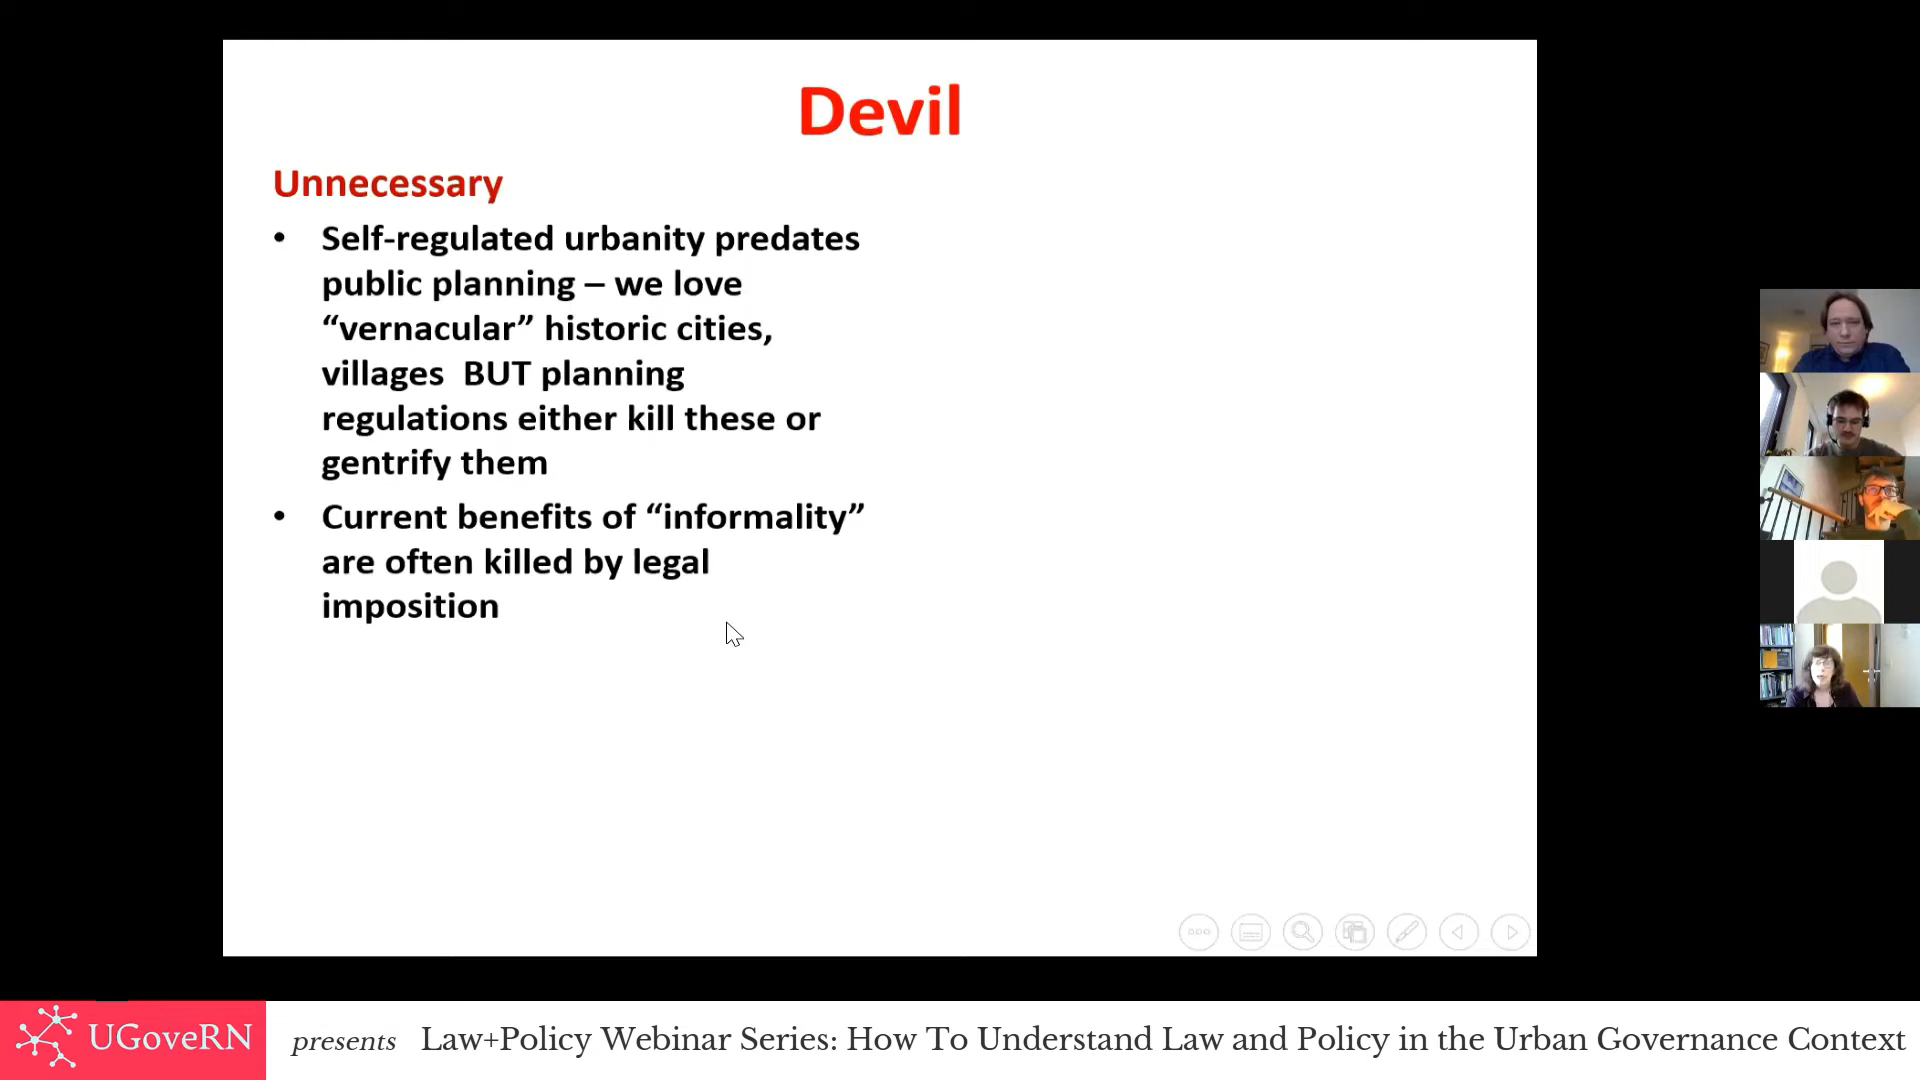 Devil
Unnecessary
• Self-regulated urbanity predates
public planning – we love
“vernacular” historic cities,
villages  BUT planning
regulations either kill these or
gentrify them
• Current benefits of “informality”
are often killed by legal
imposition
UGoveRN presents Law+Policy Webinar Series: How To Understand Law and Policy in the Urban Governance Context